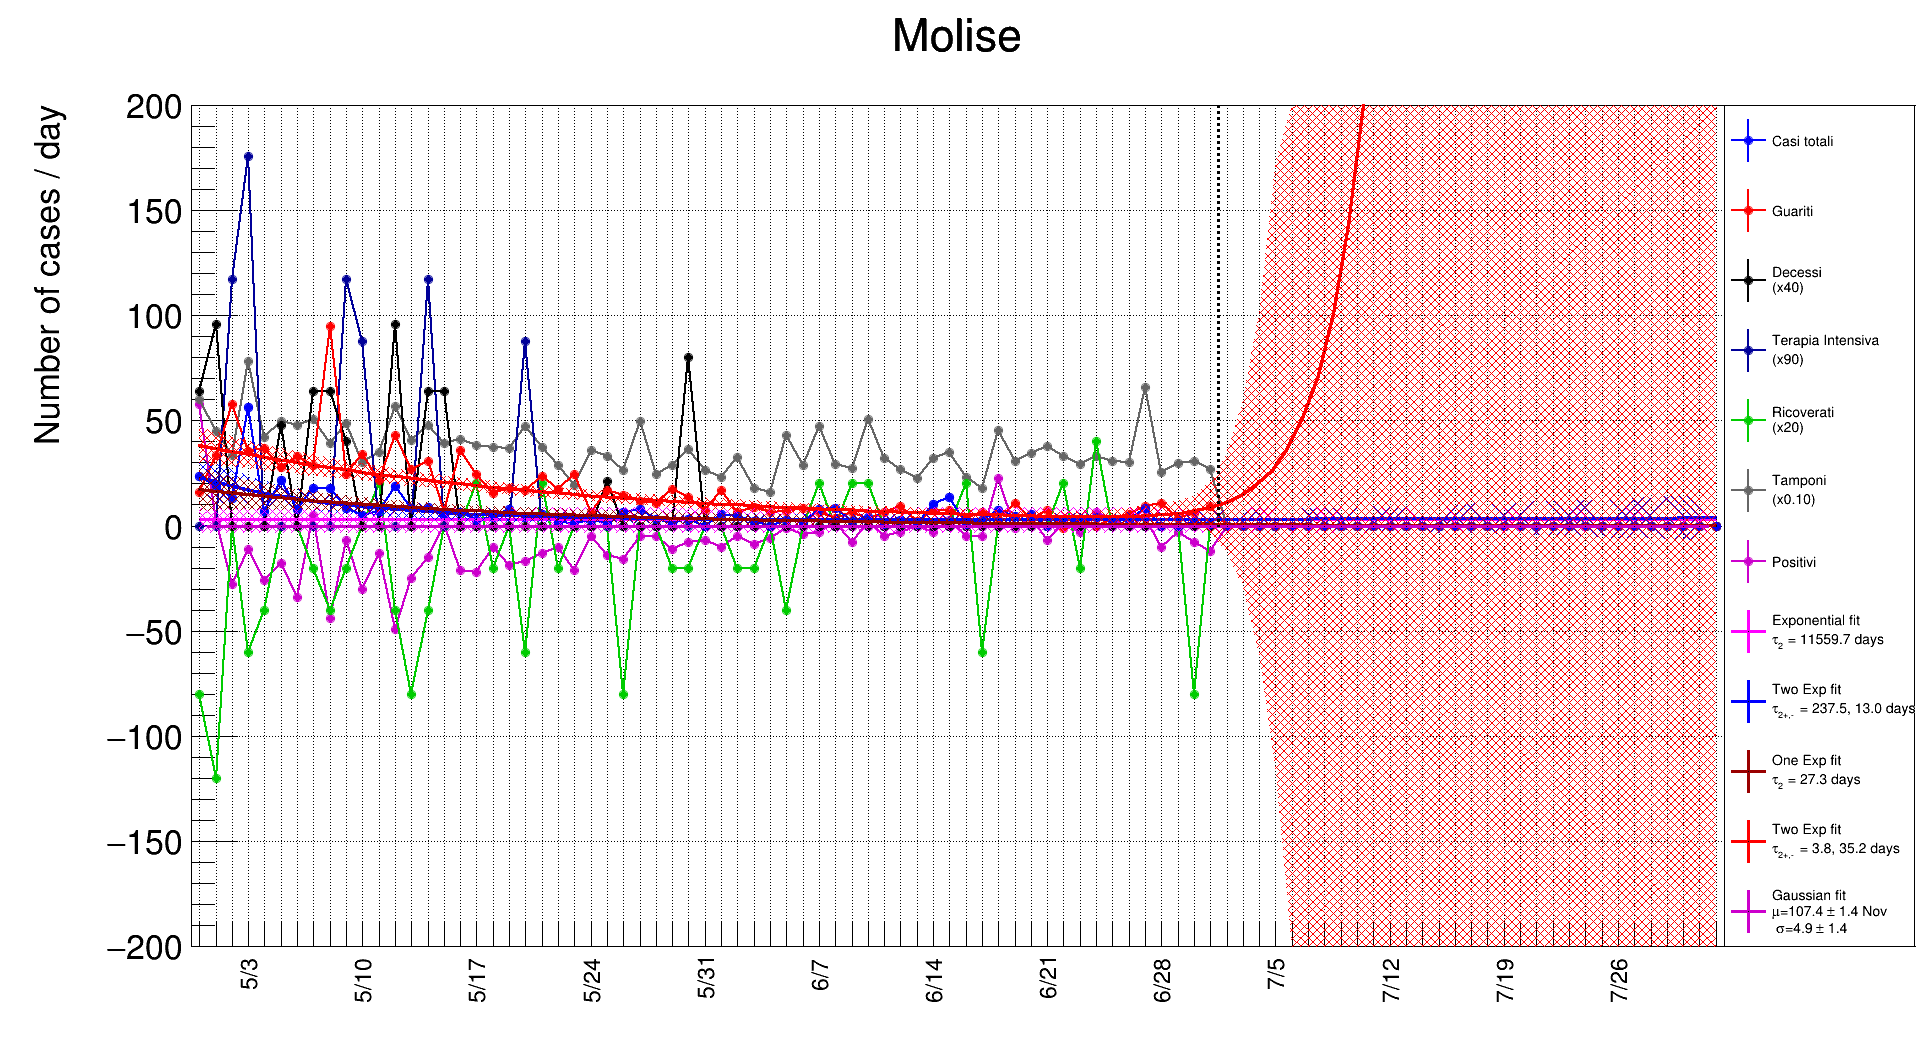 Molise
Number of cases / day
200
150
100
50
0
−50
−100
−150
−200
5/3
5/10
5/17
5/24
5/31
6/7
6/14
6/21
6/28
7/5
7/12
7/19
7/26
Casi totali
Guariti
Decessi
(x40)
Terapia Intensiva
(x90)
Ricoverati
(x20)
Tamponi
(x0.10)
Positivi
Exponential fit
τ2 = 11559.7 days
Two Exp fit
τ2+,- = 237.5, 13.0 days
One Exp fit
τ2 = 27.3 days
Two Exp fit
τ2+,- = 3.8, 35.2 days
Gaussian fit
μ=107.4 ± 1.4 Nov
σ=4.9 ± 1.4